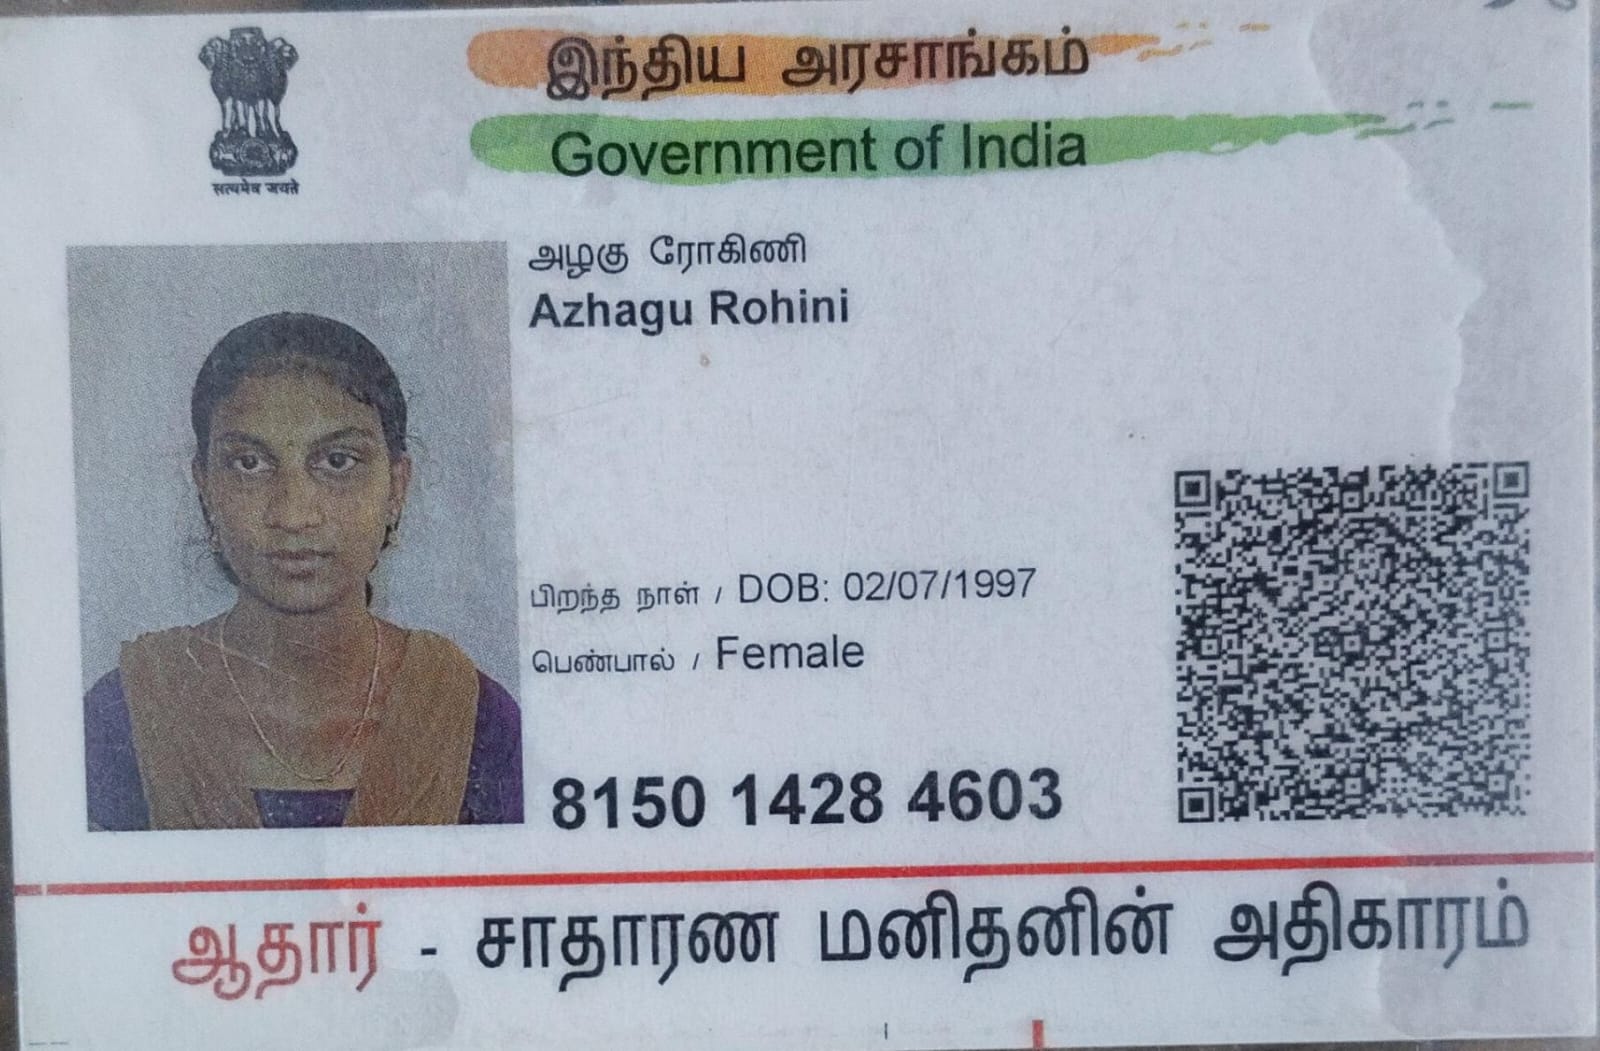 இந்திய அரசாங்கம்
Government of India
सत्यमेव जयते
அழகு ரோகிணி
Azhagu Rohini
பிறந்த நாள் / DOB: 02/07/1997
பெண்பால் / Female
8150 1428 4603
ஆதார் - சாதாரண மனிதனின் அதிகாரம்